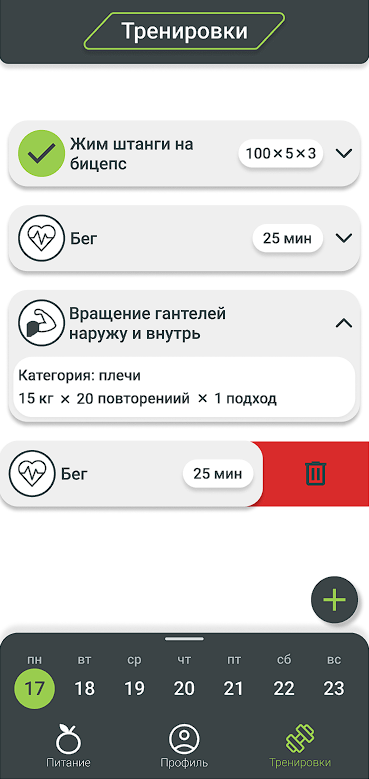 Тренировки
Жим штанги на
бицепс
100×5×3
Бег
25 мин
Вращение гантелей
наружу и внутрь
Категория: плечи
15 кг × 20 повторениий × 1 подход
Бег
25 мин
пн вт ср чт пт сб вс
17 18 19 20 21 22 23
Питание Профиль Тренировки